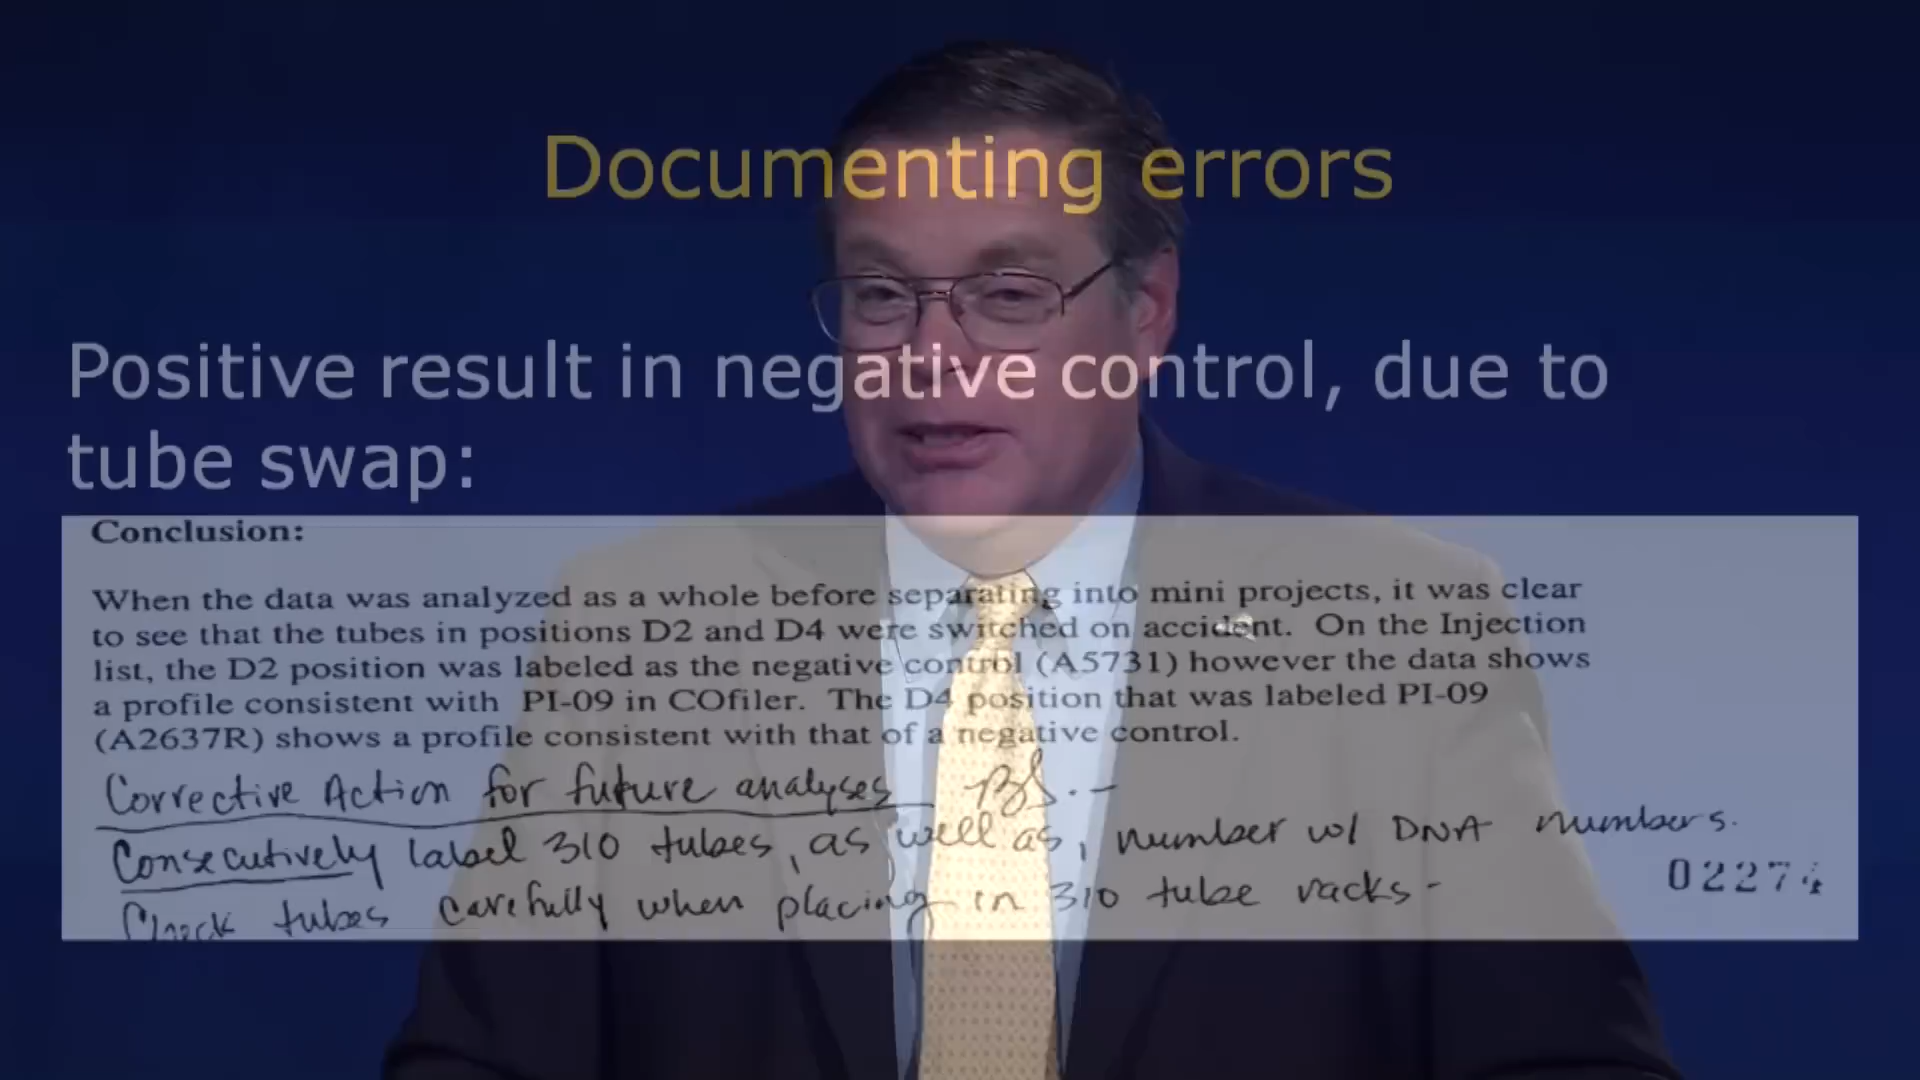 Documenting errors
Positive result in negative control, due to
tube swap:
Conclusion:
When the data was analyzed as a whole before separating into mini projects, it was clear
to see that the tubes in positions D2 and D4 were switched on accident. On the Injection
list, the D2 position was labeled as the negative control (A5731) however the data shows
a profile consistent with PI-09 in COfiler. The D4 position that was labeled PI-09
(A2637R) shows a profile consistent with that of a negative control.
Corrective Action for future analyses
Consecutively label 310 tubes, as well as, number w/ DNA numbers.
02274
Check tubes carefully when placing in 310 tube racks-